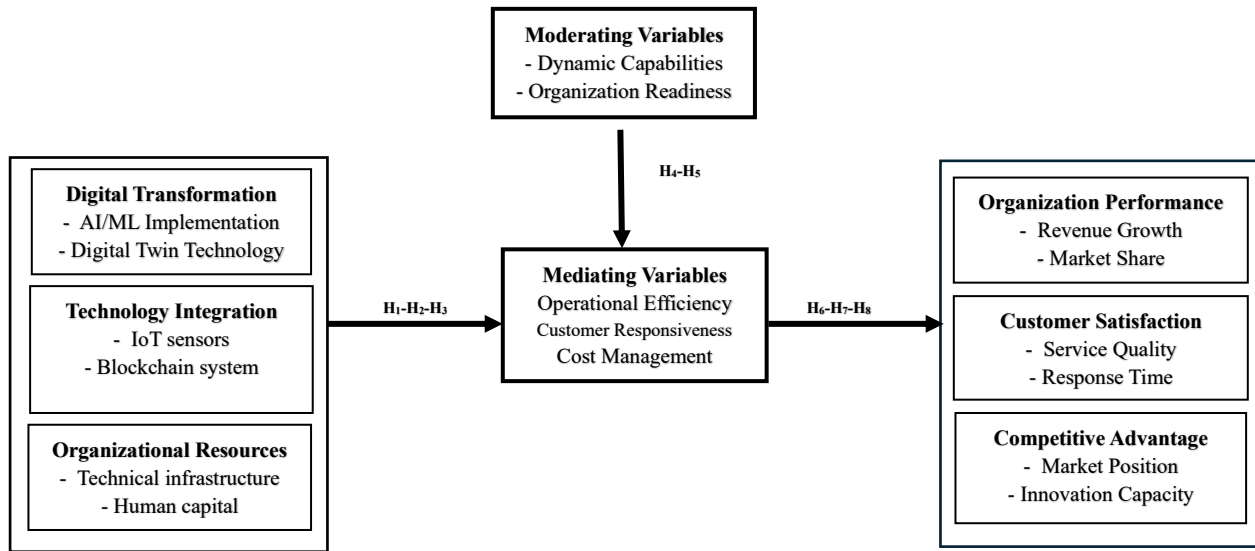 Moderating Variables
- Dynamic Capabilities
- Organization Readiness
H4-H5
Digital Transformation
- AI/ML Implementation
- Digital Twin Technology
Technology Integration
- IoT sensors
- Blockchain system
Organizational Resources
- Technical infrastructure
- Human capital
H1-H2-H3
Mediating Variables
Operational Efficiency
Customer Responsiveness
Cost Management
H6-H7-H8
Organization Performance
- Revenue Growth
- Market Share
Customer Satisfaction
- Service Quality
- Response Time
Competitive Advantage
- Market Position
- Innovation Capacity